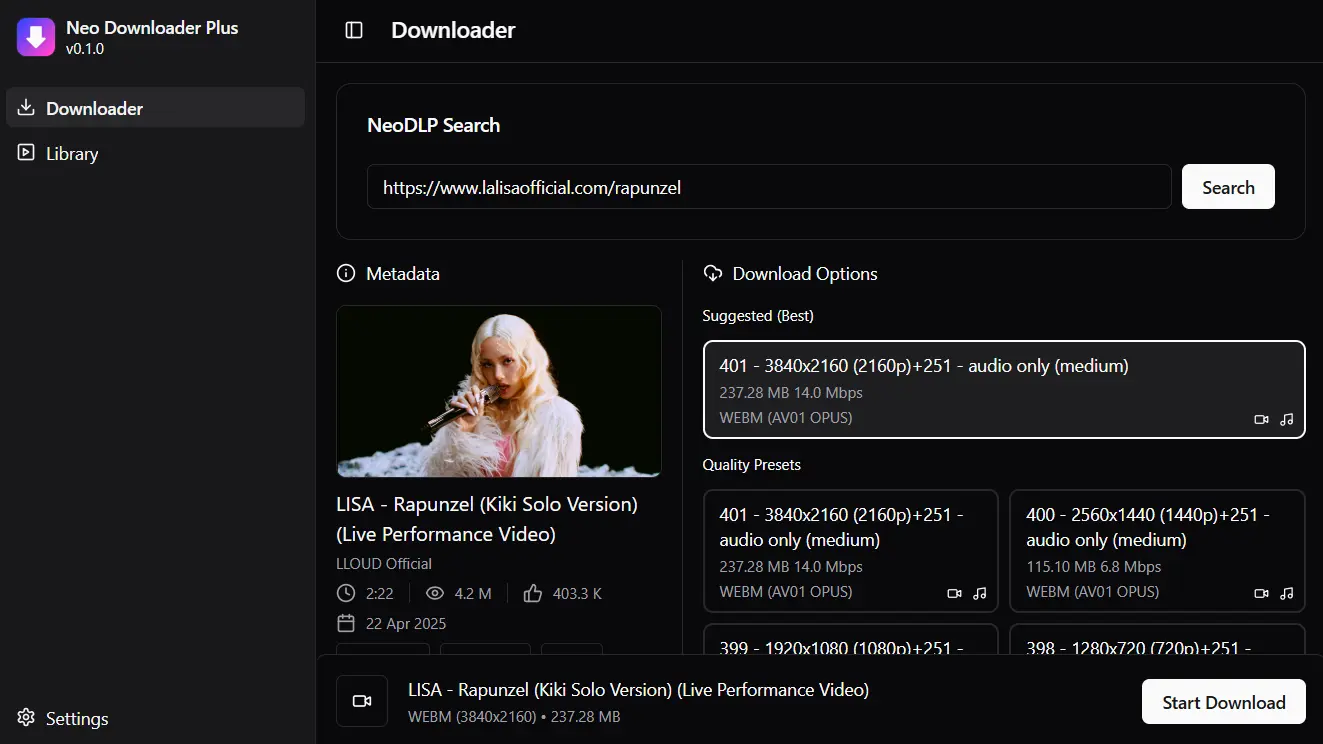 Neo Downloader Plus
v0.1.0
Downloader
Library
Settings
Downloader
NeoDLP Search
https://www.lalisaofficial.com/rapunzel
Search
Metadata
LISA - Rapunzel (Kiki Solo Version)
(Live Performance Video)
LLOUD Official
2:22
4.2 M
403.3 K
22 Apr 2025
Download Options
Suggested (Best)
401 - 3840x2160 (2160p)+251 - audio only (medium)
237.28 MB 14.0 Mbps
WEBM (AV01 OPUS)
Quality Presets
401 - 3840x2160 (2160p)+251 -
audio only (medium)
237.28 MB 14.0 Mbps
WEBM (AV01 OPUS)
400 - 2560x1440 (1440p)+251 -
audio only (medium)
115.10 MB 6.8 Mbps
WEBM (AV01 OPUS)
399 - 1920x1080 (1080p)+251 -
398 - 1280x720 (720p)+251 -
LISA - Rapunzel (Kiki Solo Version) (Live Performance Video)
WEBM (3840x2160) • 237.28 MB
Start Download